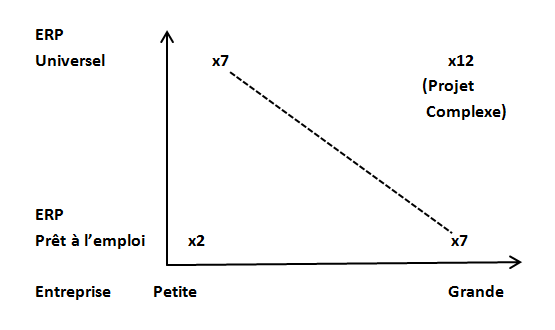 ERP
Universel x7 x12
(Projet
Complexe)
ERP
Prêt à l’emploi x2 x7
Entreprise Petite Grande